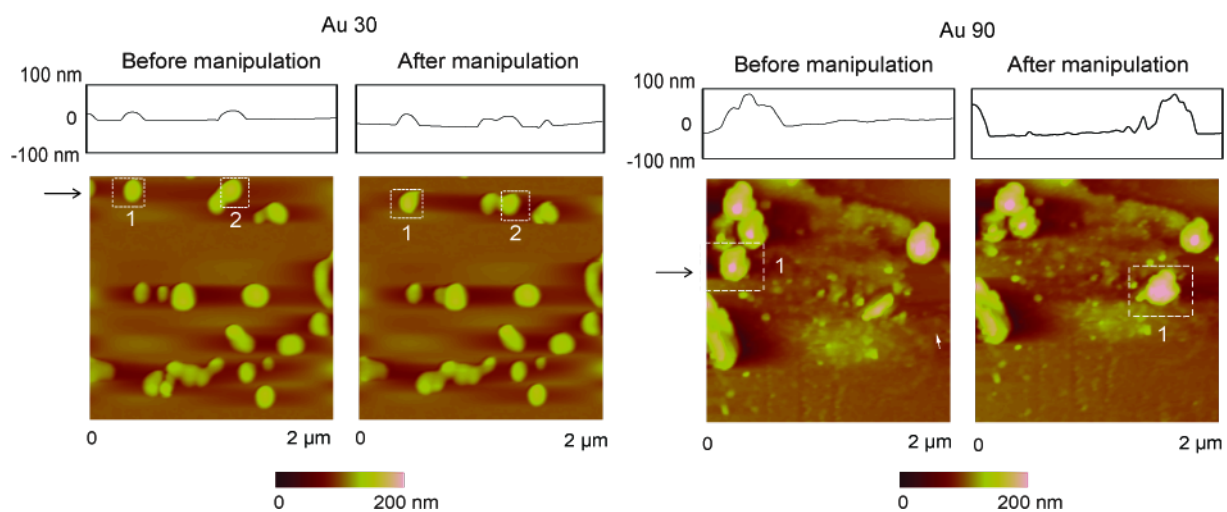 Au 30
Before manipulation
After manipulation
100 nm
0
-100 nm
1
2
1
2
0
2 µm
0
2 µm
0
200 nm
Au 90
Before manipulation
After manipulation
100 nm
0
-100 nm
1
1
0
2 µm
0
2 µm
0
200 nm